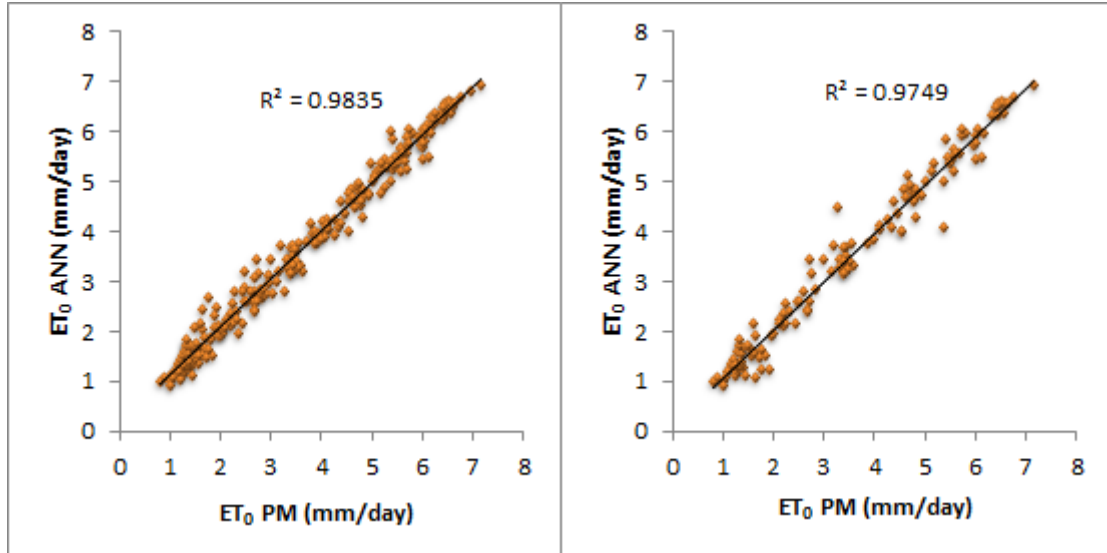 8
7
6
5
4
3
2
1
0
ET₀ ANN (mm/day)
R² = 0.9835
0 1 2 3 4 5 6 7 8
ET₀ PM (mm/day)
8
7
6
5
4
3
2
1
0
ET₀ ANN (mm/day)
R² = 0.9749
0 1 2 3 4 5 6 7 8
ET₀ PM (mm/day)